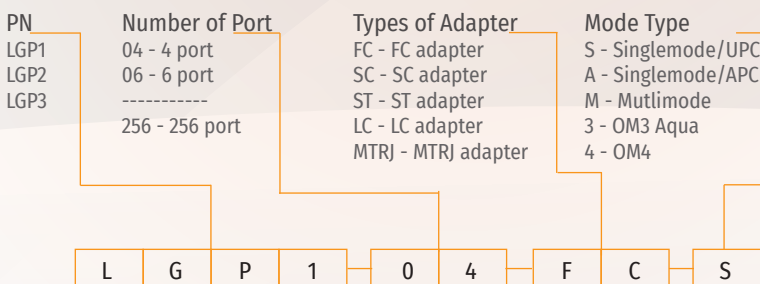 PN
LGP1
LGP2
LGP3
Number of Port
04 - 4 port
06 - 6 port
-----------
256 - 256 port
Types of Adapter
FC - FC adapter
SC - SC adapter
ST - ST adapter
LC - LC adapter
MTRJ - MTRJ adapter
Mode Type
S - Singlemode/UPC
A - Singlemode/APC
M - Mutlimode
3 - OM3 Aqua
4 - OM4
L G P 1 - 0 4 - F C - S